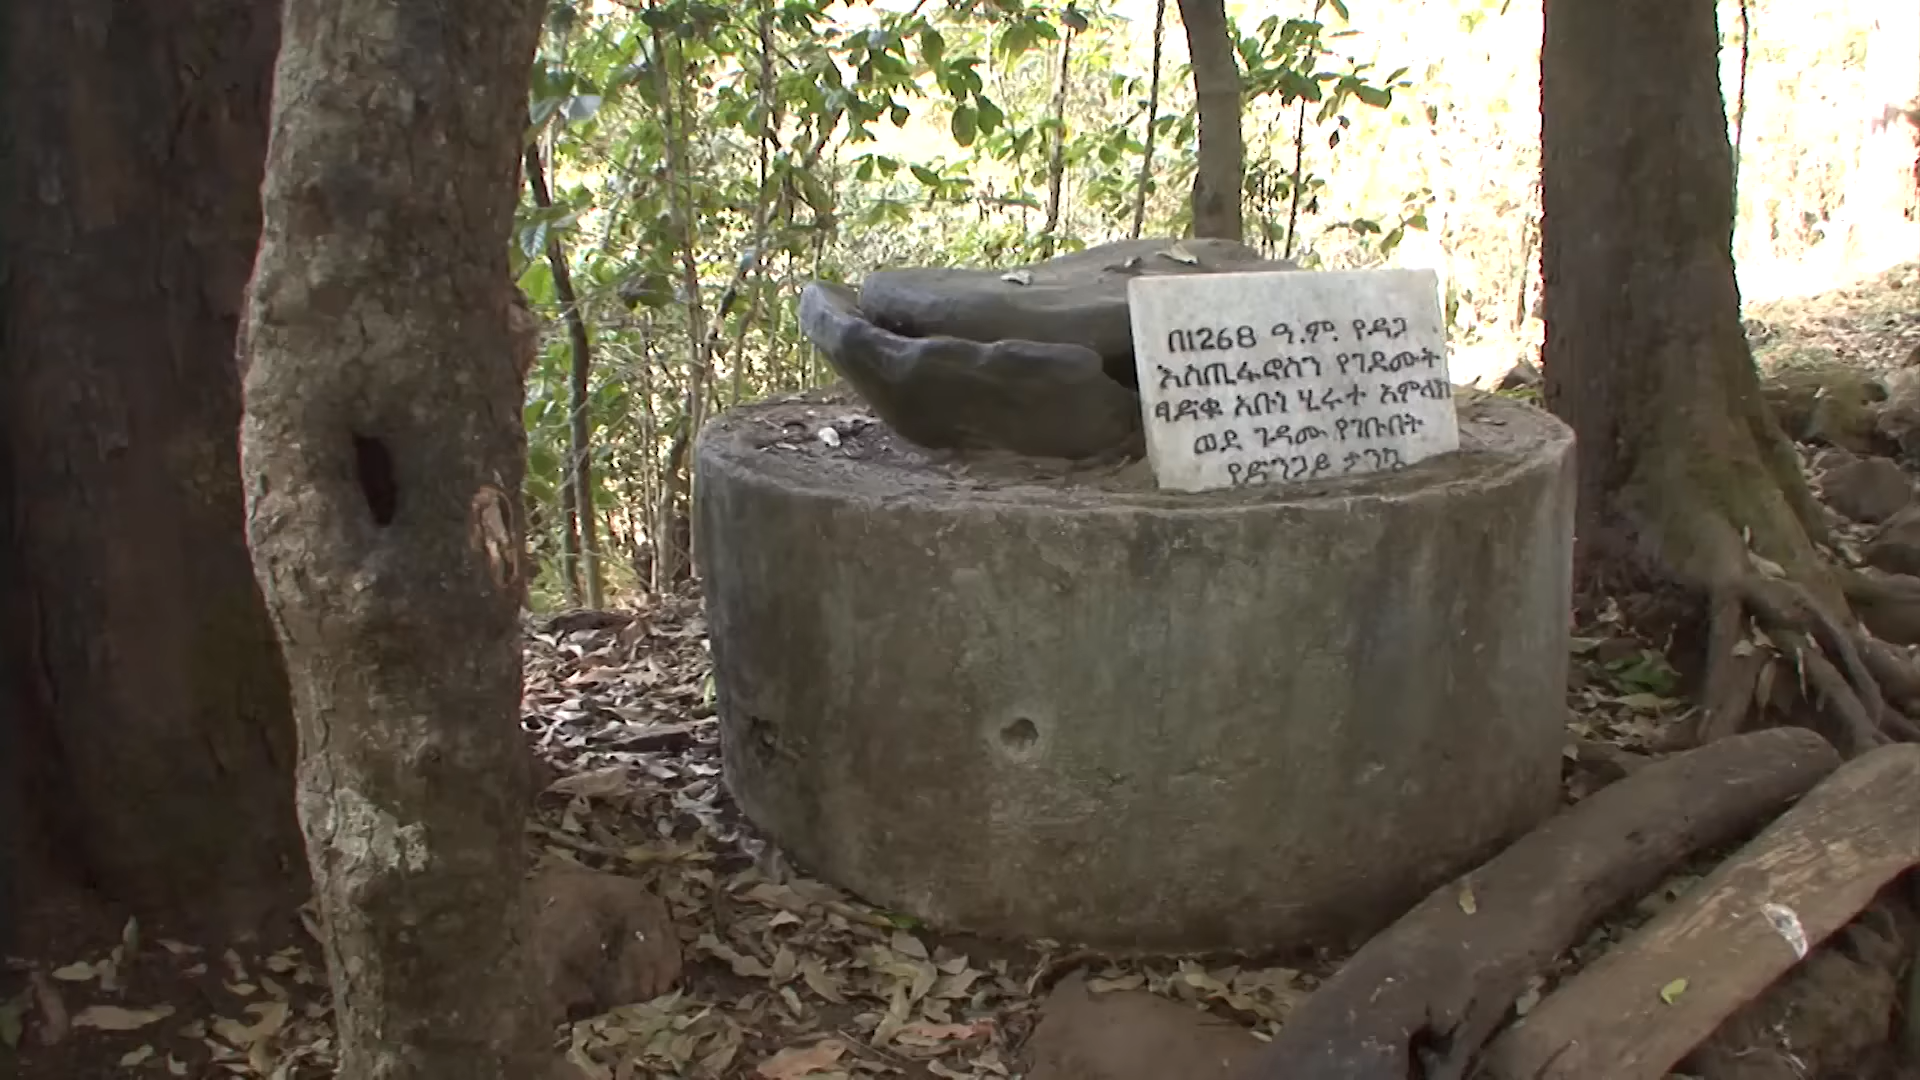 በ1268 ዓ.ም. የዳጋ
እስጢፋኖስን የገደሙት
ፃድቁ አቡነ ሂሩተ አምላክ
ወደ ገዳሙ የገቡበት
የድንጋይ ታንኳ